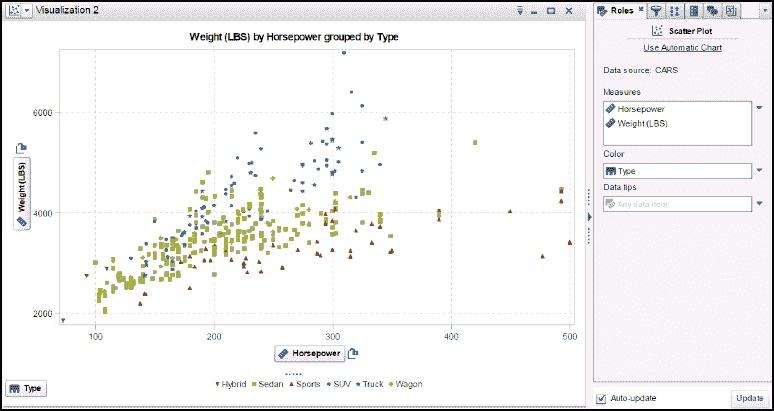 Visualization 2
Weight (LBS) by Horsepower grouped by Type
6000
4000
2000
Weight (LBS)
100
200
300
400
500
Horsepower
Type
Hybrid Sedan Sports SUV Truck Wagon
Roles
Scatter Plot
Use Automatic Chart
Data source: CARS
Measures
Horsepower
Weight (LBS)
Color
Type
Data tips
Any data item
Auto-update
Update